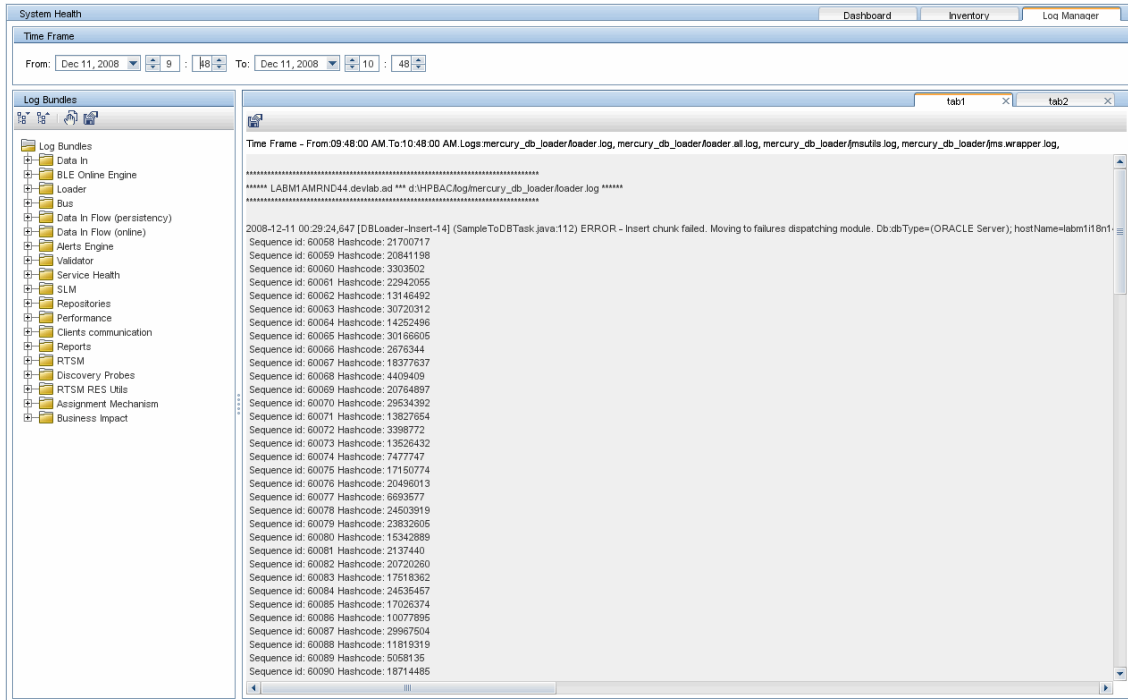 System Health
Dashboard
Inventory
Log Manager
Time Frame
From: Dec 11, 2008 9 : 48 To: Dec 11, 2008 10 : 48
Log Bundles
tab1
tab2
Log Bundles
Data In
BLE Online Engine
Loader
Bus
Data In Flow (persistency)
Data In Flow (online)
Alerts Engine
Validator
Service Health
SLM
Repositories
Performance
Clients communication
Reports
RTSM
Discovery Probes
RTSM RES Utils
Assignment Mechanism
Business Impact
Time Frame - From:09:48:00 AM.To:10:48:00 AM.Logs:mercury_db_loader/loader.log, mercury_db_loader/loader.all.log, mercury_db_loader/jmsutils.log, mercury_db_loader/jms.wrapper.log,
****** LABM1AMRND44.devlab.ad *** d:\HPBAC/log/mercury_db_loader/loader.log ******
2008-12-11 00:29:24,647 [DBLoader-Insert-14] (SampleToDBTask.java:112) ERROR - Insert chunk failed. Moving to failures dispatching module. Db:dbType=(ORACLE Server); hostName=labm1i18n1-
Sequence id: 60058 Hashcode: 21700717
Sequence id: 60059 Hashcode: 20841198
Sequence id: 60060 Hashcode: 3303502
Sequence id: 60061 Hashcode: 22942055
Sequence id: 60062 Hashcode: 13146492
Sequence id: 60063 Hashcode: 30720312
Sequence id: 60064 Hashcode: 14252496
Sequence id: 60065 Hashcode: 30166605
Sequence id: 60066 Hashcode: 2676344
Sequence id: 60067 Hashcode: 18377637
Sequence id: 60068 Hashcode: 4409409
Sequence id: 60069 Hashcode: 20764897
Sequence id: 60070 Hashcode: 29534392
Sequence id: 60071 Hashcode: 13827654
Sequence id: 60072 Hashcode: 3398772
Sequence id: 60073 Hashcode: 13526432
Sequence id: 60074 Hashcode: 7477747
Sequence id: 60075 Hashcode: 17150774
Sequence id: 60076 Hashcode: 20496013
Sequence id: 60077 Hashcode: 6693577
Sequence id: 60078 Hashcode: 24503919
Sequence id: 60079 Hashcode: 23832605
Sequence id: 60080 Hashcode: 15342889
Sequence id: 60081 Hashcode: 2137440
Sequence id: 60082 Hashcode: 20720260
Sequence id: 60083 Hashcode: 17518362
Sequence id: 60084 Hashcode: 24535457
Sequence id: 60085 Hashcode: 17026374
Sequence id: 60086 Hashcode: 10077895
Sequence id: 60087 Hashcode: 29967504
Sequence id: 60088 Hashcode: 11819319
Sequence id: 60089 Hashcode: 5058135
Sequence id: 60090 Hashcode: 18714485